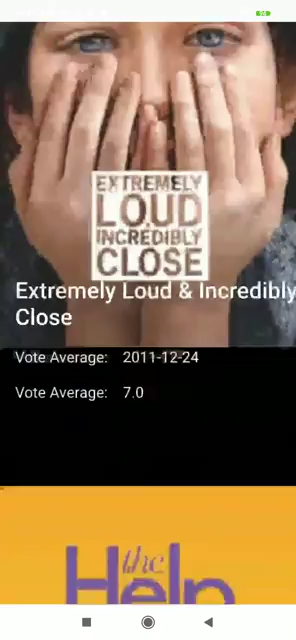 EXTREMELY
LOUD
INCREDIBLY
CLOSE
Extremely Loud & Incredibly
Close
Vote Average: 2011-12-24
Vote Average: 7.0
the
Help